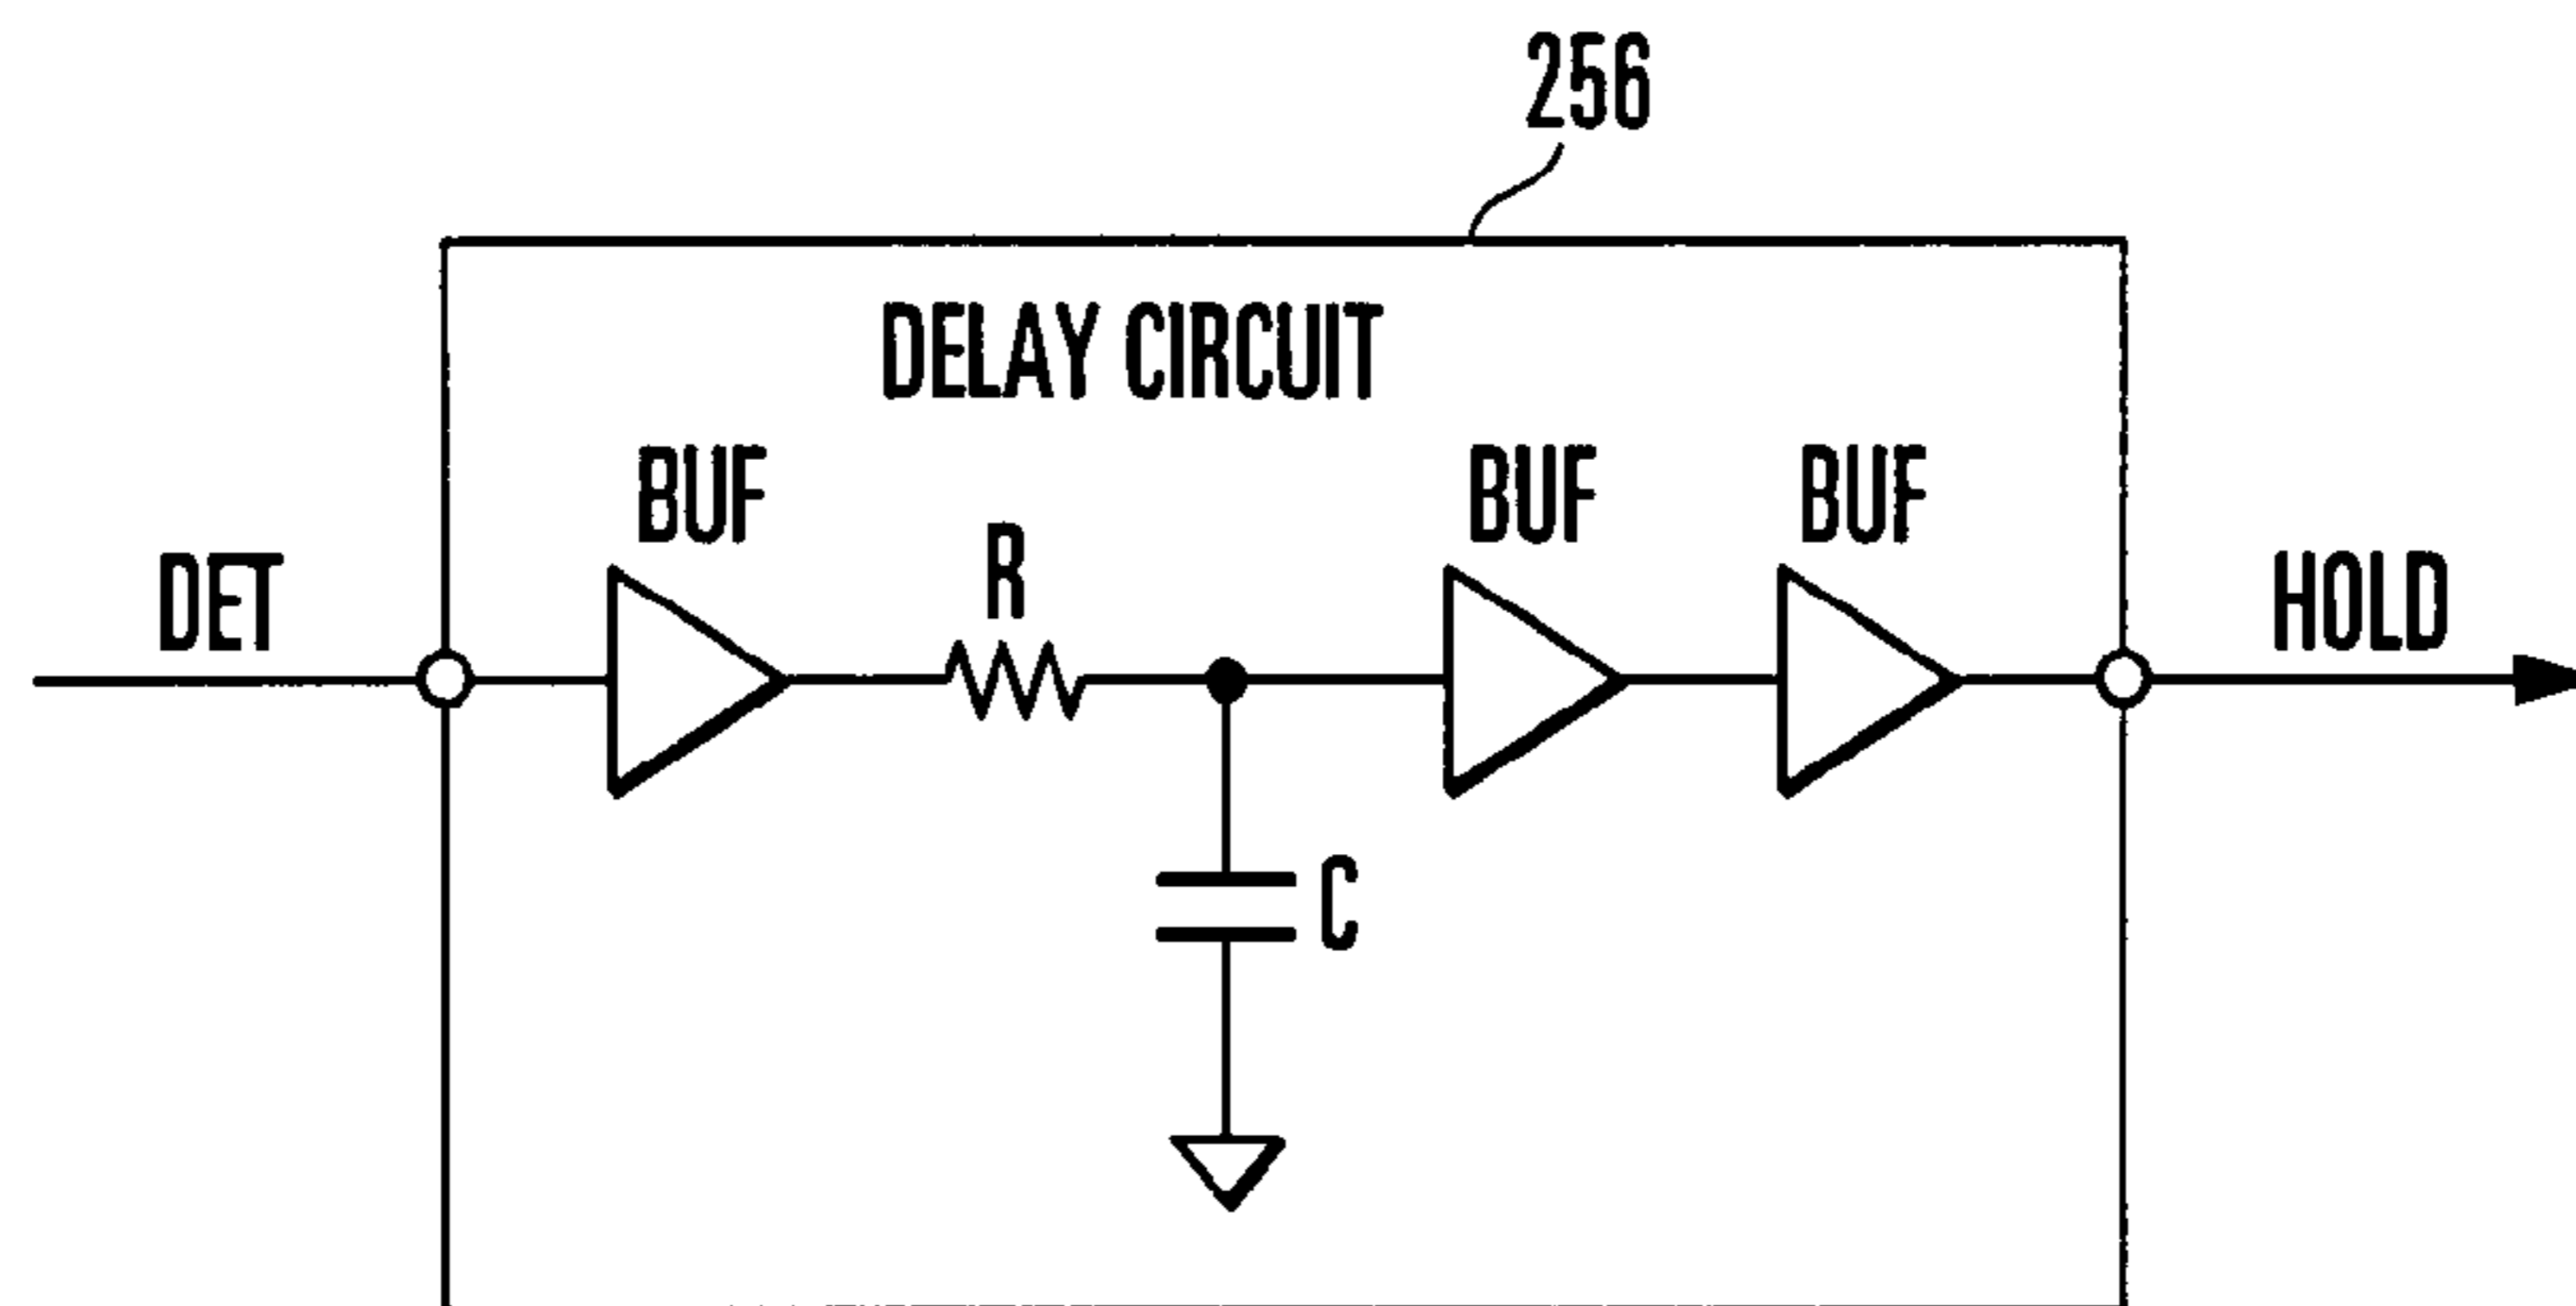 256
DELAY CIRCUIT
BUF
BUF
BUF
R
DET
HOLD
C